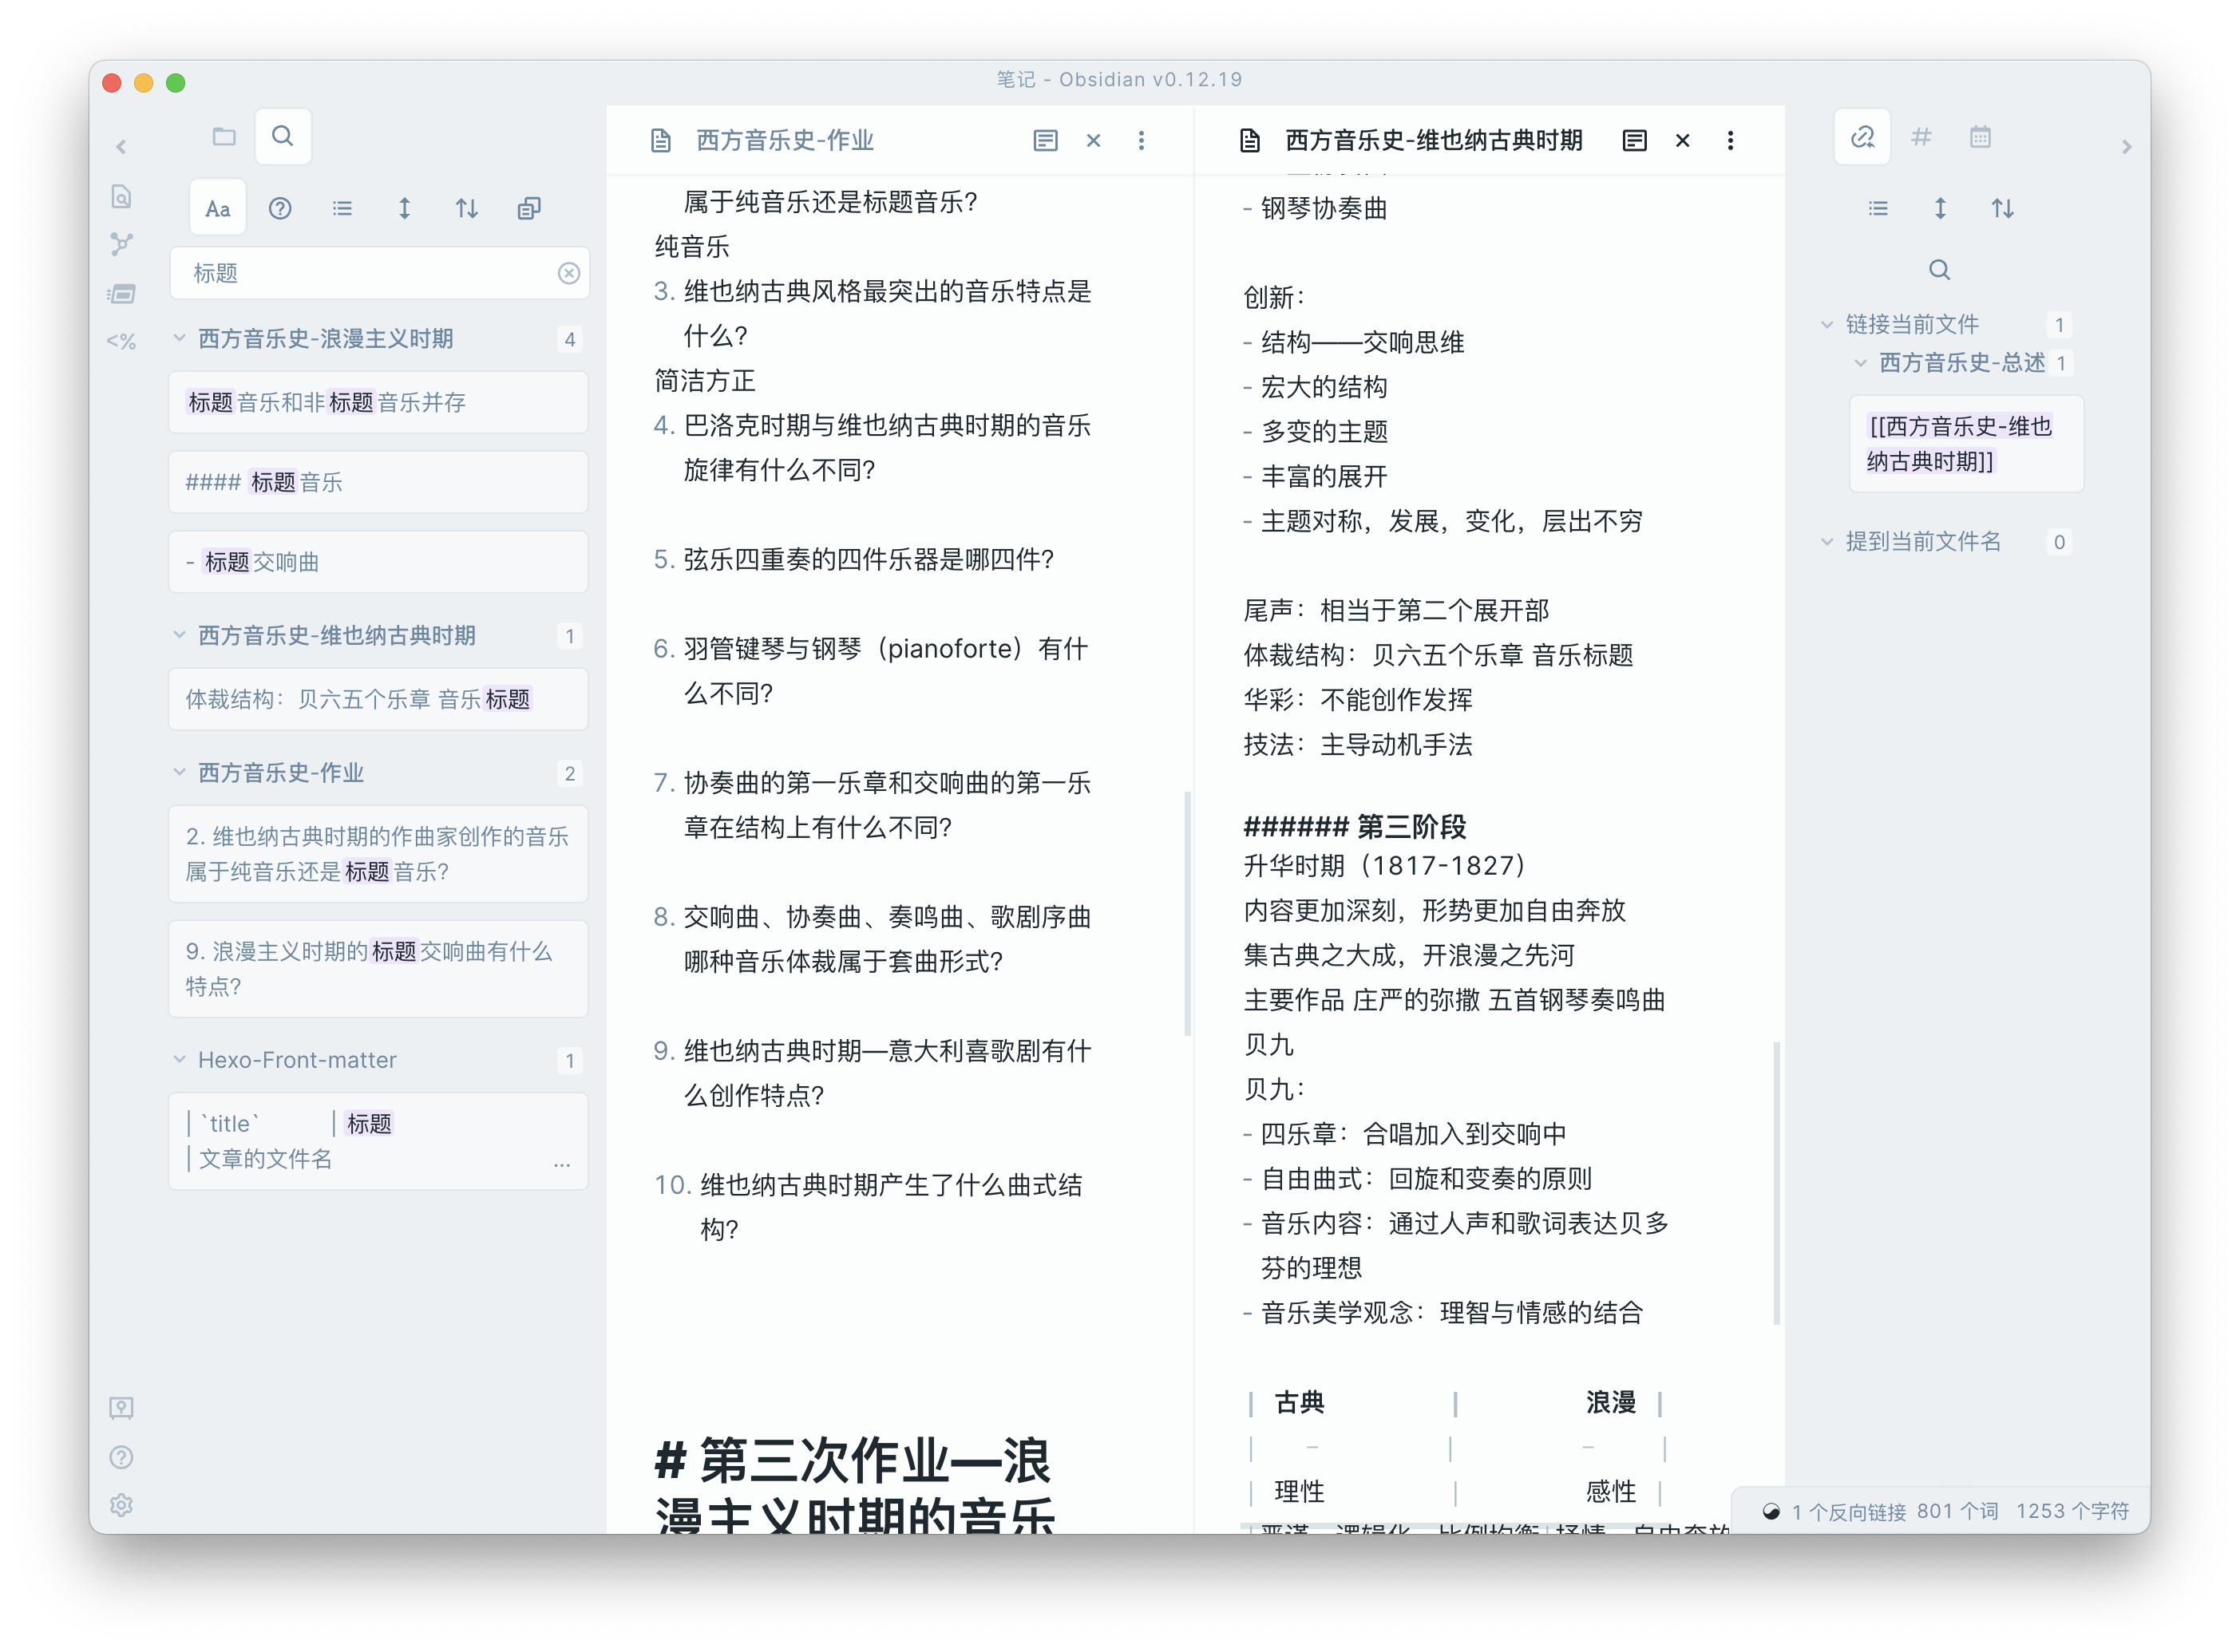 笔记 - Obsidian v0.12.19
Aa
标题
西方音乐史-浪漫主义时期 4
标题音乐和非标题音乐并存
#### 标题音乐
- 标题交响曲
西方音乐史-维也纳古典时期 1
体裁结构：贝六五个乐章 音乐标题
西方音乐史-作业 2
2. 维也纳古典时期的作曲家创作的音乐
属于纯音乐还是标题音乐?
9. 浪漫主义时期的标题交响曲有什么
特点?
Hexo-Front-matter 1
| `title` | 标题
| 文章的文件名 ...
<%
西方音乐史-作业
属于纯音乐还是标题音乐?
纯音乐
3. 维也纳古典风格最突出的音乐特点是
什么?
简洁方正
4. 巴洛克时期与维也纳古典时期的音乐
旋律有什么不同?
5. 弦乐四重奏的四件乐器是哪四件?
6. 羽管键琴与钢琴（pianoforte）有什
么不同?
7. 协奏曲的第一乐章和交响曲的第一乐
章在结构上有什么不同?
8. 交响曲、协奏曲、奏鸣曲、歌剧序曲
哪种音乐体裁属于套曲形式?
9. 维也纳古典时期—意大利喜歌剧有什
么创作特点?
10. 维也纳古典时期产生了什么曲式结
构?
# 第三次作业—浪
漫主义时期的音乐
西方音乐史-维也纳古典时期
- 钢琴协奏曲
创新：
- 结构——交响思维
- 宏大的结构
- 多变的主题
- 丰富的展开
- 主题对称，发展，变化，层出不穷
尾声：相当于第二个展开部
体裁结构：贝六五个乐章 音乐标题
华彩：不能创作发挥
技法：主导动机手法
###### 第三阶段
升华时期（1817-1827）
内容更加深刻，形势更加自由奔放
集古典之大成，开浪漫之先河
主要作品 庄严的弥撒 五首钢琴奏鸣曲
贝九
贝九：
- 四乐章：合唱加入到交响中
- 自由曲式：回旋和变奏的原则
- 音乐内容：通过人声和歌词表达贝多
芬的理想
- 音乐美学观念：理智与情感的结合
| 古典 | 浪漫 |
| - | - |
| 理性 | 感性 |
| 严谨、逻辑化、比例均衡 | 抒情、自由奔放
#
链接当前文件 1
西方音乐史-总述 1
[[西方音乐史-维也
纳古典时期]]
提到当前文件名 0
1 个反向链接 801 个词 1253 个字符